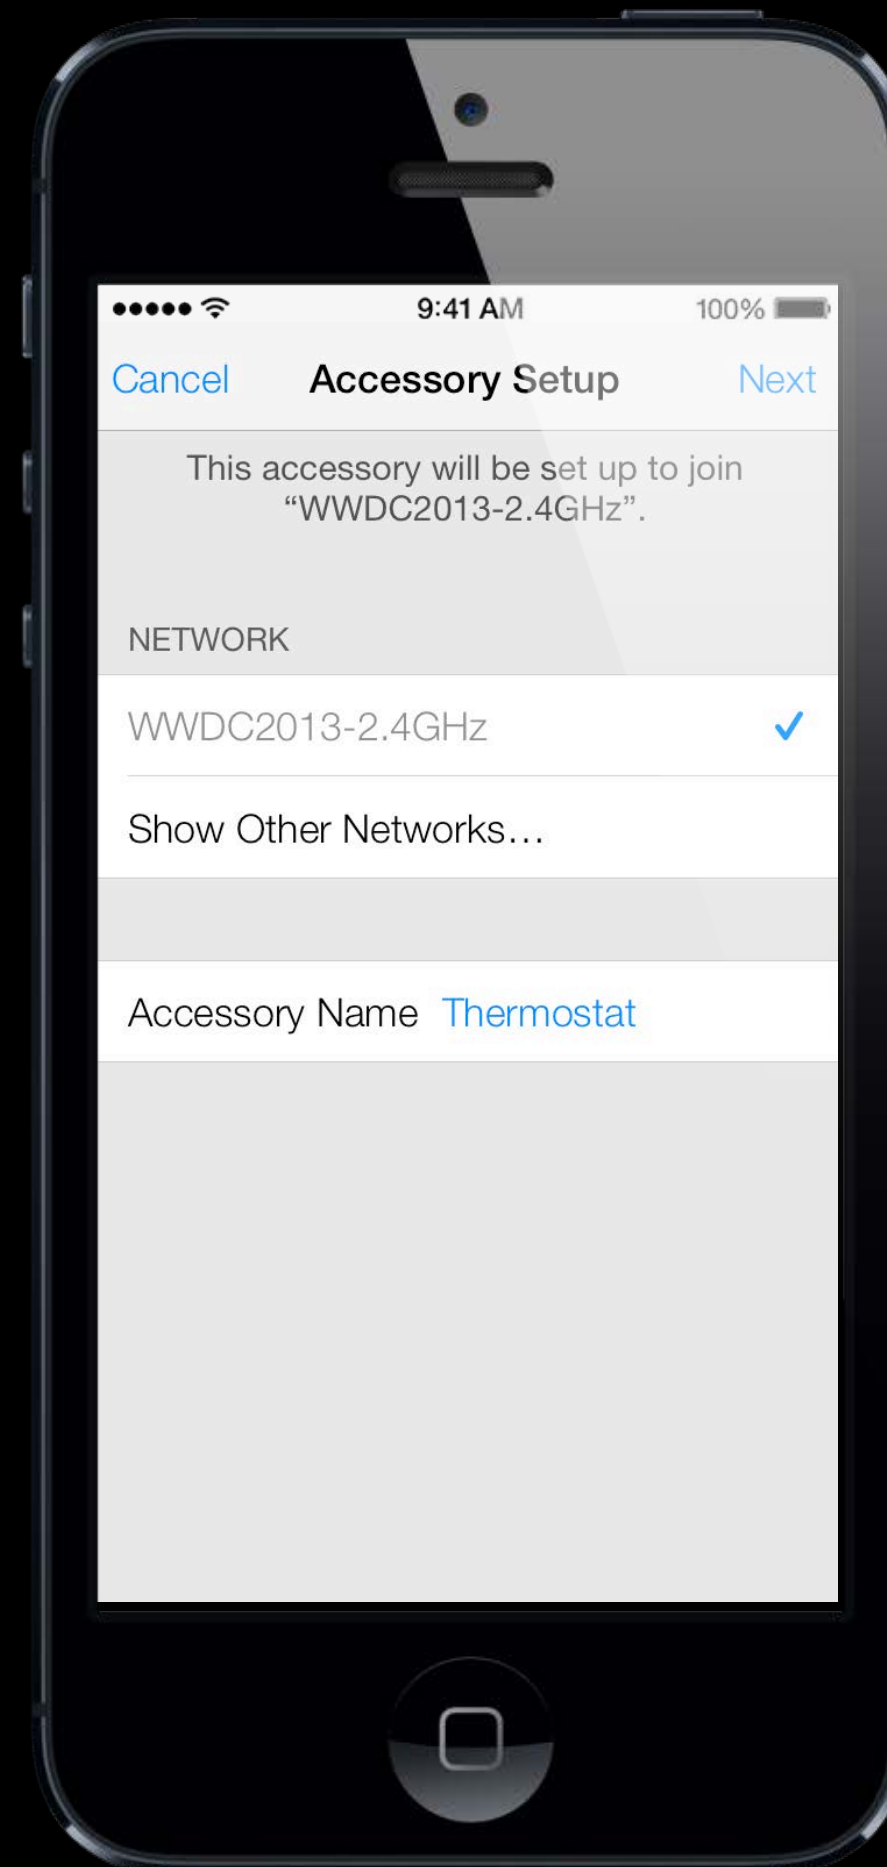 9:41 AM
100%
Cancel
Accessory Setup
Next
This accessory will be set up to join
“WWDC2013-2.4GHz”.
NETWORK
WWDC2013-2.4GHz
Show Other Networks…
Accessory Name Thermostat